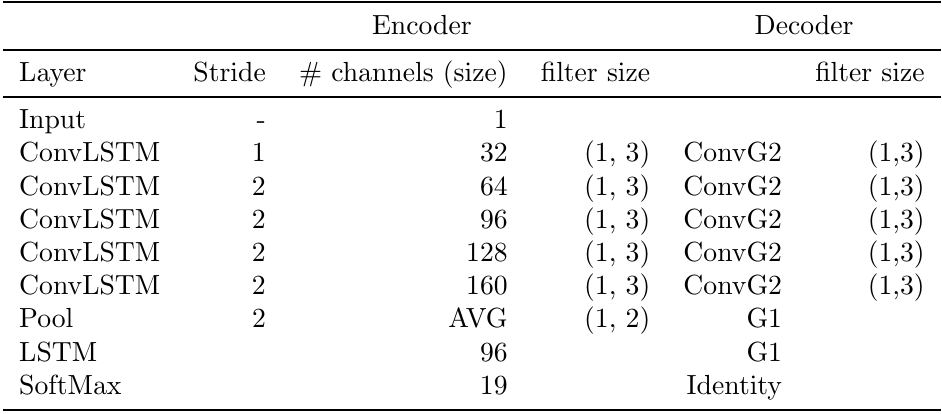 Encoder Decoder
Layer Stride # channels (size) filter size filter size
Input - 1
ConvLSTM 1 32 (1, 3) ConvG2 (1,3)
ConvLSTM 2 64 (1, 3) ConvG2 (1,3)
ConvLSTM 2 96 (1, 3) ConvG2 (1,3)
ConvLSTM 2 128 (1, 3) ConvG2 (1,3)
ConvLSTM 2 160 (1, 3) ConvG2 (1,3)
Pool 2 AVG (1, 2) G1
LSTM 96 G1
SoftMax 19 Identity